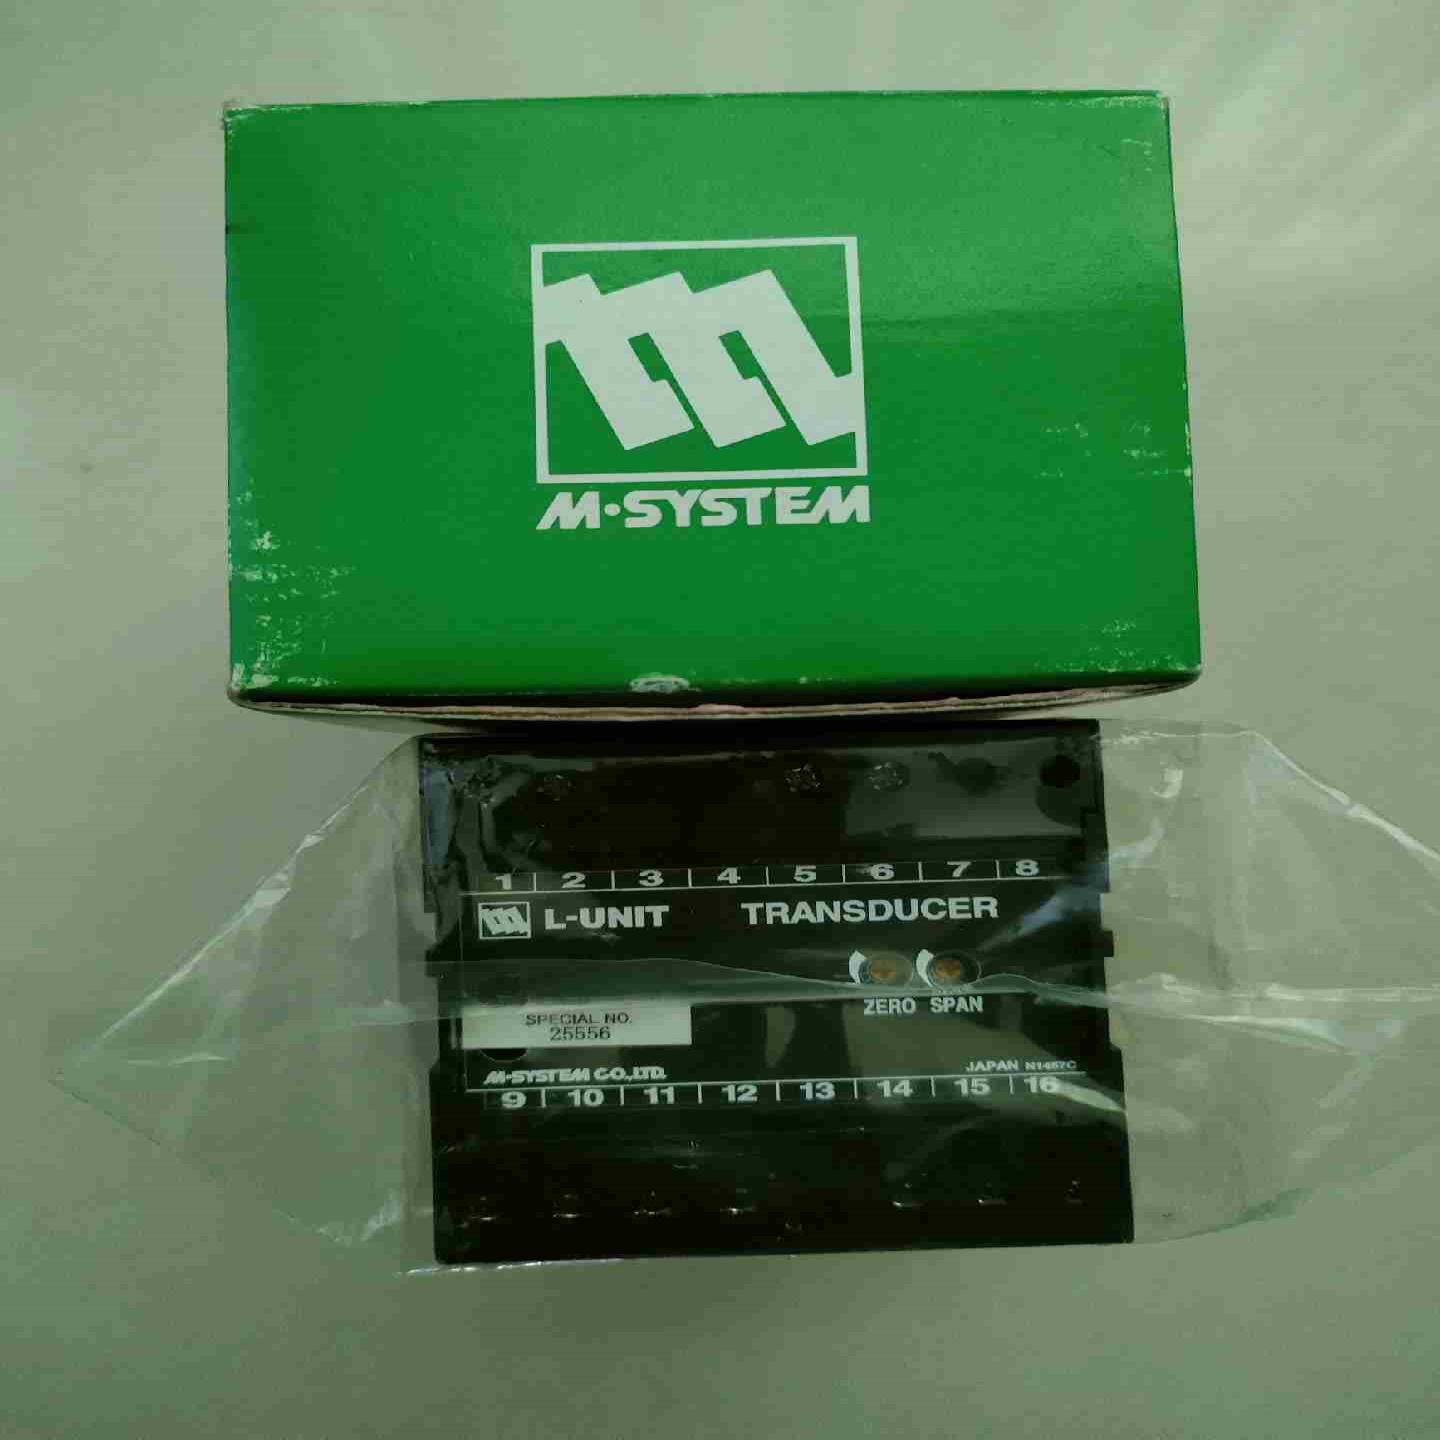 M·SYSTEM
1 2 3 4 5 6 7 8
L-UNIT TRANSDUCER
ZERO SPAN
SPECIAL NO.
25556
M·SYSTEM CO.,LTD. JAPAN N1457C
9 10 11 12 13 14 15 16